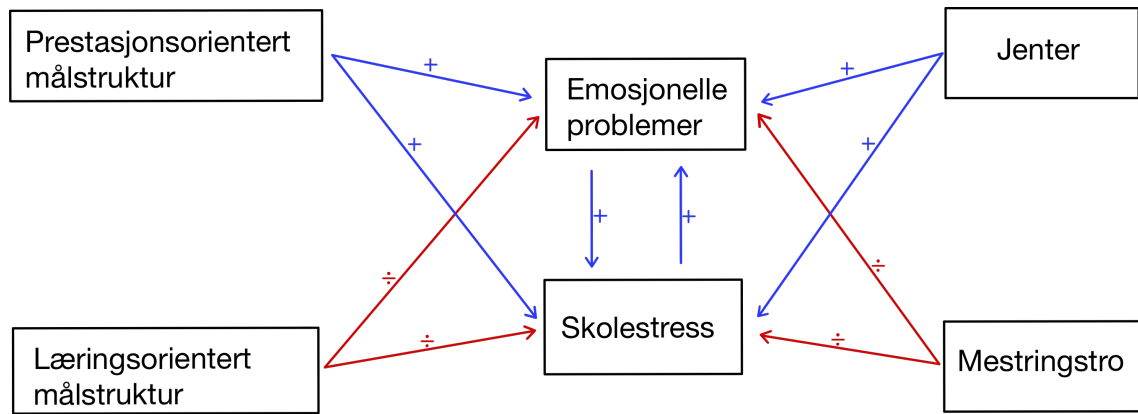 Prestasjonsorientert
målstruktur
Jenter
Emosjonelle
problemer
+
+
+
+
+
+
÷
÷
÷
÷
Skolestress
Læringsorientert
målstruktur
Mestringstro